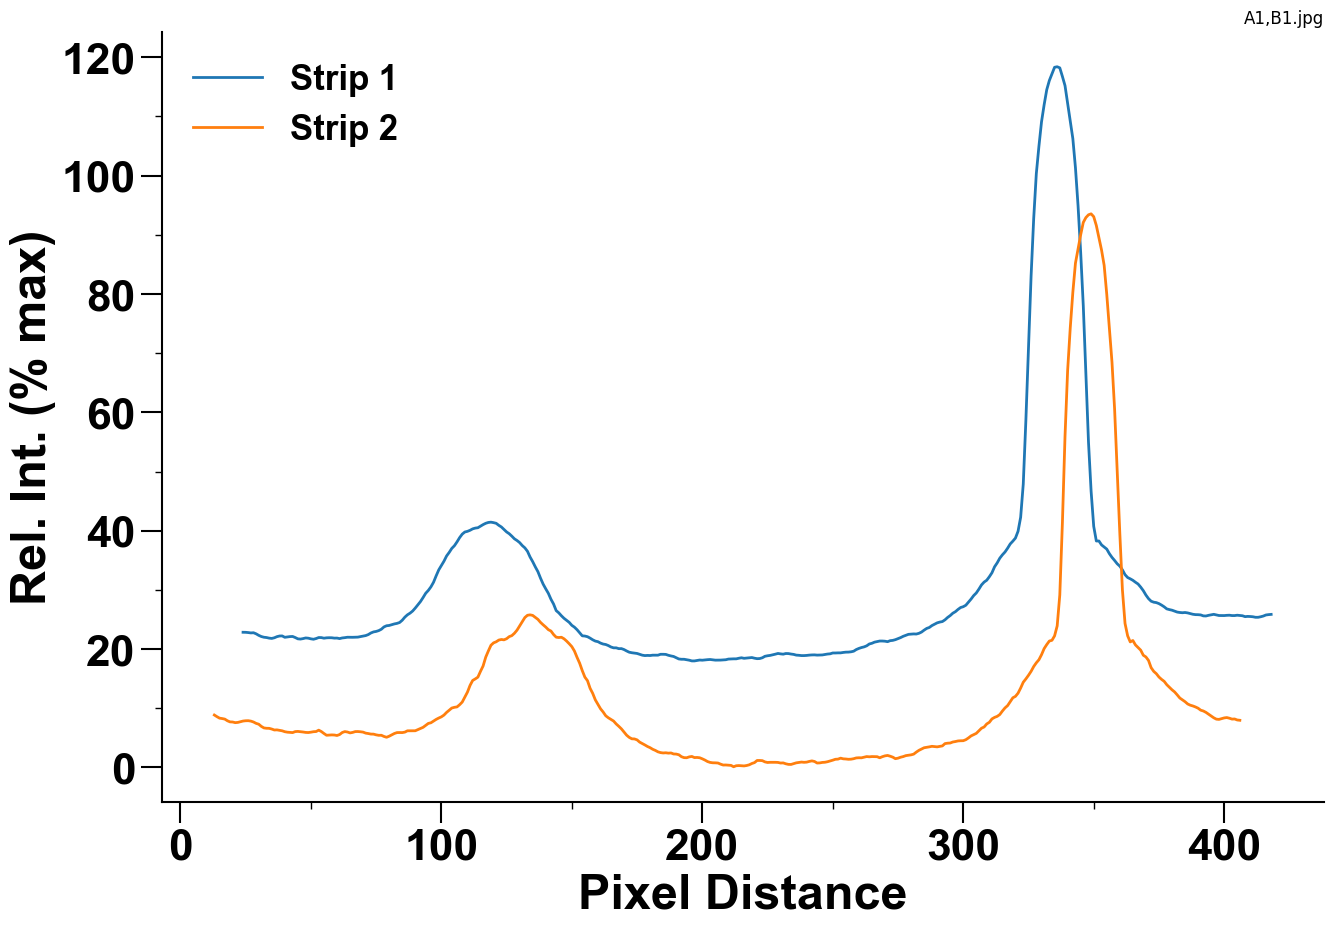 A1,B1.jpg
Strip 1
Strip 2
Rel. Int. (% max)
120
100
80
60
40
20
0
0 100 200 300 400
Pixel Distance